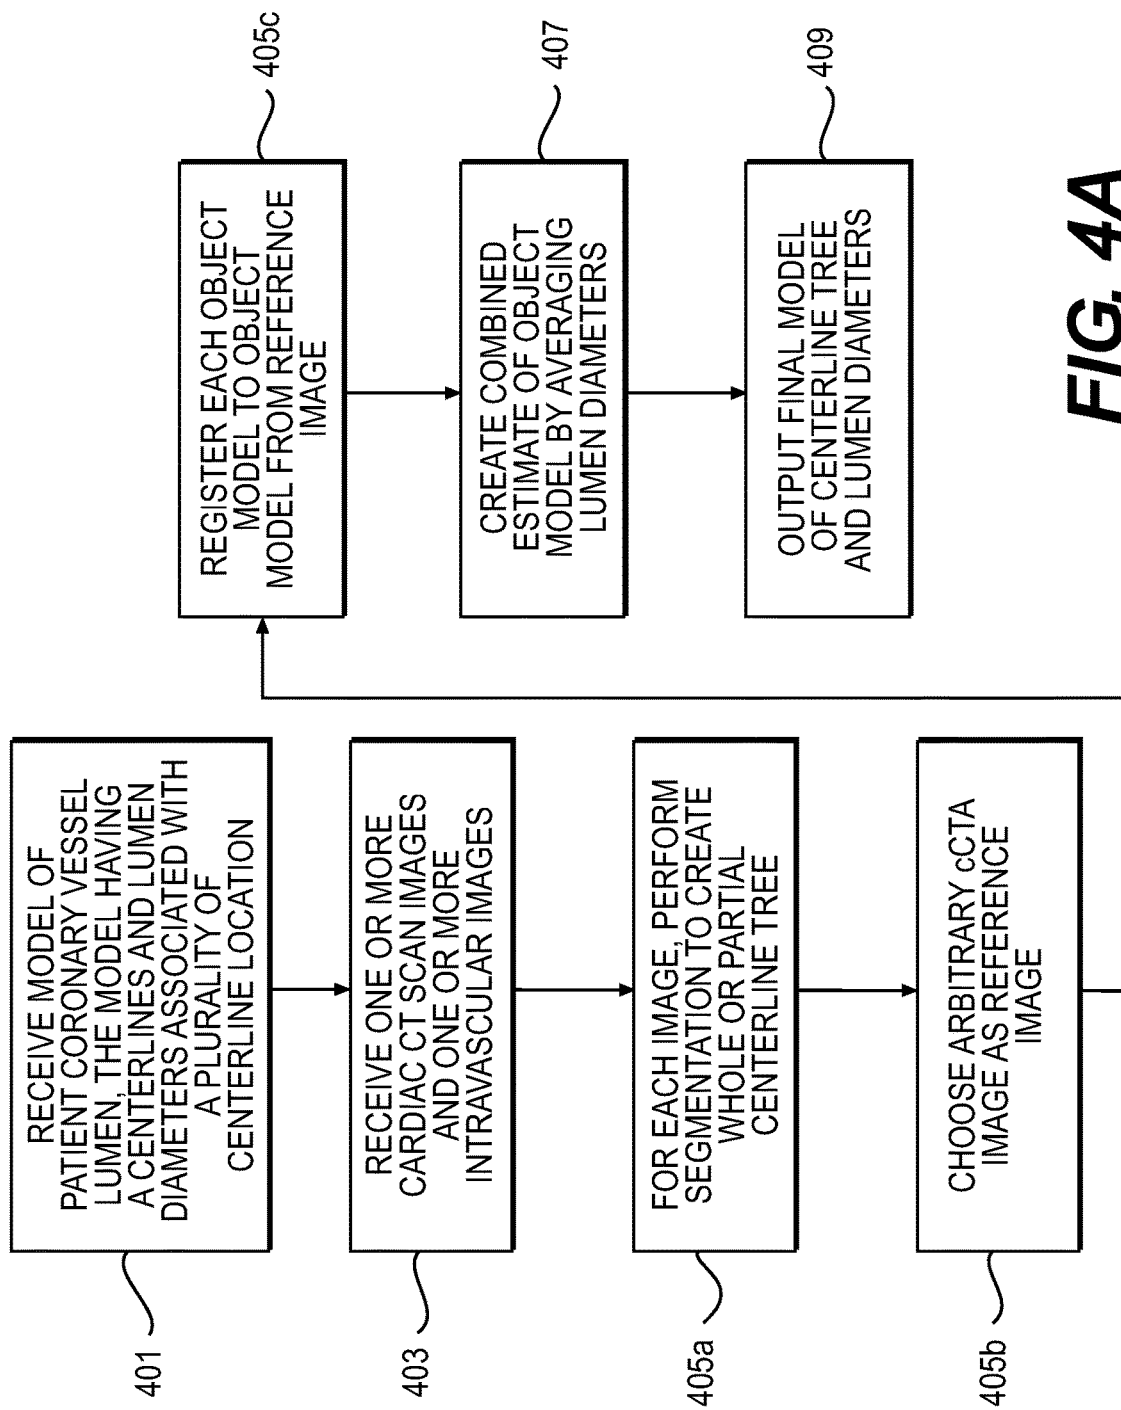 RECEIVE MODEL OF
PATIENT CORONARY VESSEL
LUMEN, THE MODEL HAVING
A CENTERLINES AND LUMEN
DIAMETERS ASSOCIATED WITH
A PLURALITY OF
CENTERLINE LOCATION
401
RECEIVE ONE OR MORE
CARDIAC CT SCAN IMAGES
AND ONE OR MORE
INTRAVASCULAR IMAGES
403
FOR EACH IMAGE, PERFORM
SEGMENTATION TO CREATE
WHOLE OR PARTIAL
CENTERLINE TREE
405a
CHOOSE ARBITRARY cCTA
IMAGE AS REFERENCE
IMAGE
405b
REGISTER EACH OBJECT
MODEL TO OBJECT
MODEL FROM REFERENCE
IMAGE
405c
CREATE COMBINED
ESTIMATE OF OBJECT
MODEL BY AVERAGING
LUMEN DIAMETERS
407
OUTPUT FINAL MODEL
OF CENTERLINE TREE
AND LUMEN DIAMETERS
409
FIG. 4A